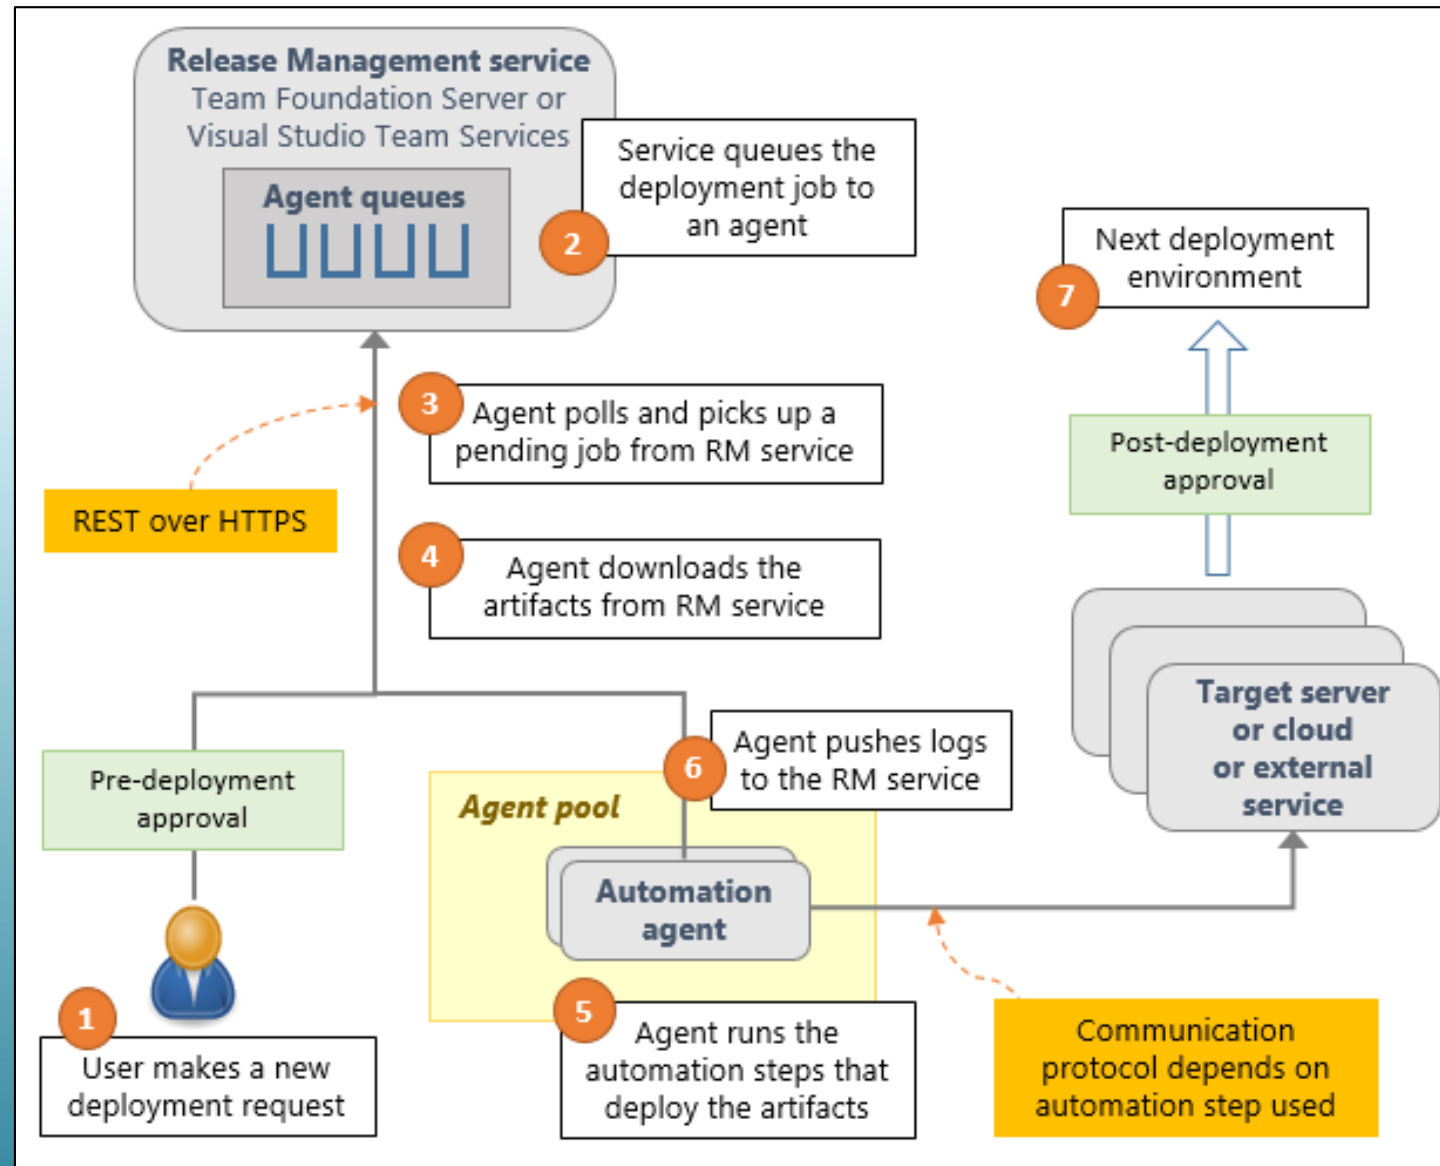 Release Management service
Team Foundation Server or
Visual Studio Team Services
Agent queues
2
Service queues the
deployment job to
an agent
7
Next deployment
environment
3
Agent polls and picks up a
pending job from RM service
REST over HTTPS
Post-deployment
approval
4
Agent downloads the
artifacts from RM service
Target server
or cloud
or external
service
6
Agent pushes logs
to the RM service
Pre-deployment
approval
Agent pool
Automation
agent
1
User makes a new
deployment request
5
Agent runs the
automation steps that
deploy the artifacts
Communication
protocol depends on
automation step used